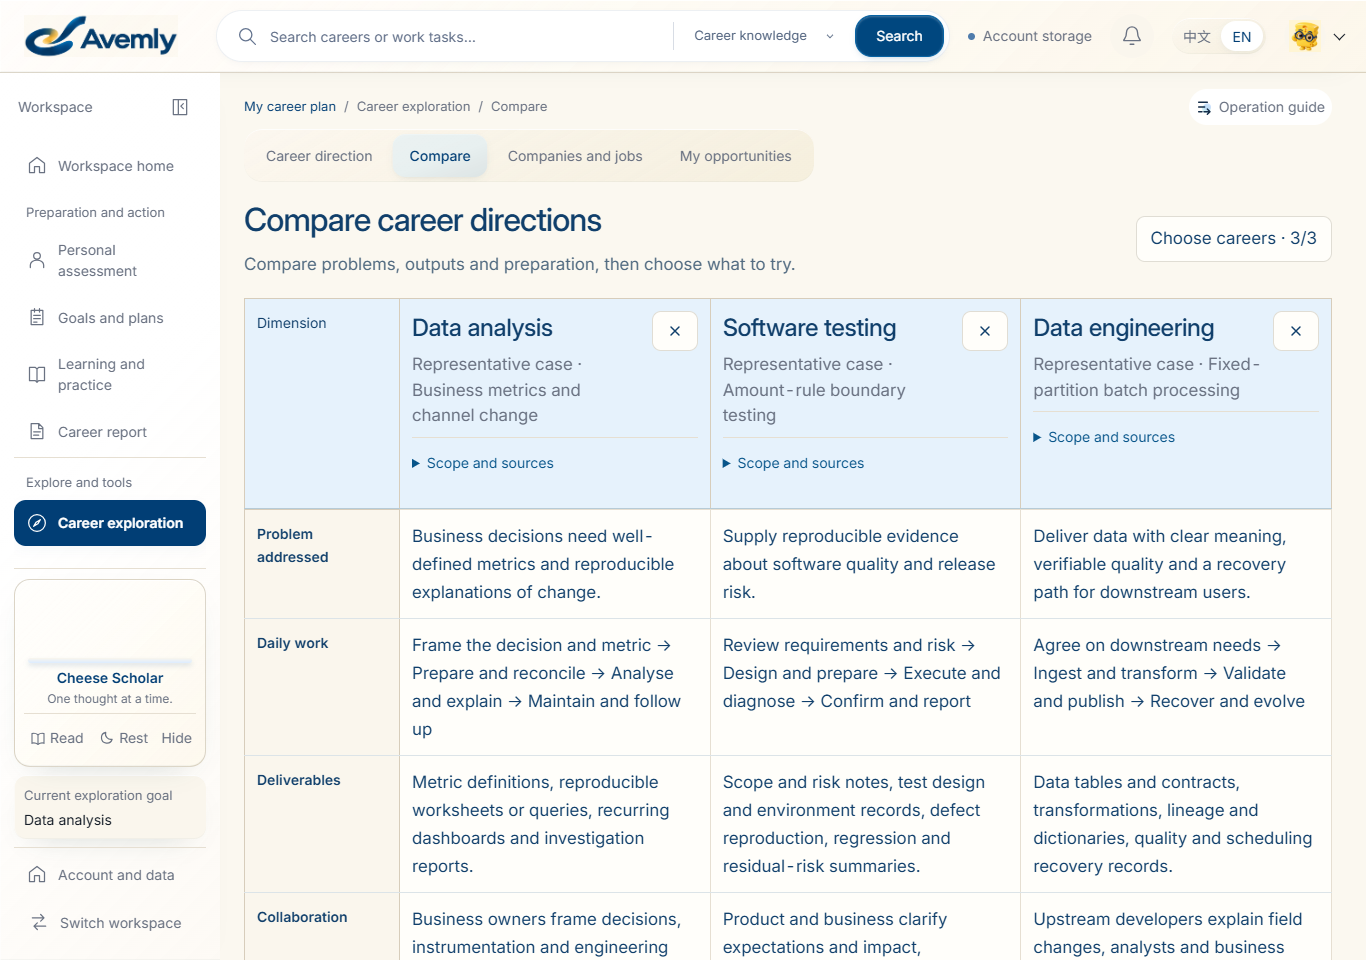 Avemly
Search careers or work tasks...
Career knowledge
Search
Account storage
中文
EN
Workspace
Workspace home
Preparation and action
Personal
assessment
Goals and plans
Learning and
practice
Career report
Explore and tools
Career exploration
Cheese Scholar
One thought at a time.
Read
Rest
Hide
Current exploration goal
Data analysis
Account and data
Switch workspace
My career plan / Career exploration / Compare
Operation guide
Career direction
Compare
Companies and jobs
My opportunities
Compare career directions
Compare problems, outputs and preparation, then choose what to try.
Choose careers · 3/3
Dimension
Data analysis
×
Representative case ·
Business metrics and
channel change
Scope and sources
Software testing
×
Representative case ·
Amount-rule boundary
testing
Scope and sources
Data engineering
×
Representative case · Fixed-
partition batch processing
Scope and sources
Problem
addressed
Business decisions need well-
defined metrics and reproducible
explanations of change.
Supply reproducible evidence
about software quality and release
risk.
Deliver data with clear meaning,
verifiable quality and a recovery
path for downstream users.
Daily work
Frame the decision and metric →
Prepare and reconcile → Analyse
and explain → Maintain and follow
up
Review requirements and risk →
Design and prepare → Execute and
diagnose → Confirm and report
Agree on downstream needs →
Ingest and transform → Validate
and publish → Recover and evolve
Deliverables
Metric definitions, reproducible
worksheets or queries, recurring
dashboards and investigation
reports.
Scope and risk notes, test design
and environment records, defect
reproduction, regression and
residual-risk summaries.
Data tables and contracts,
transformations, lineage and
dictionaries, quality and scheduling
recovery records.
Collaboration
Business owners frame decisions,
instrumentation and engineering
Product and business clarify
expectations and impact,
Upstream developers explain field
changes, analysts and business